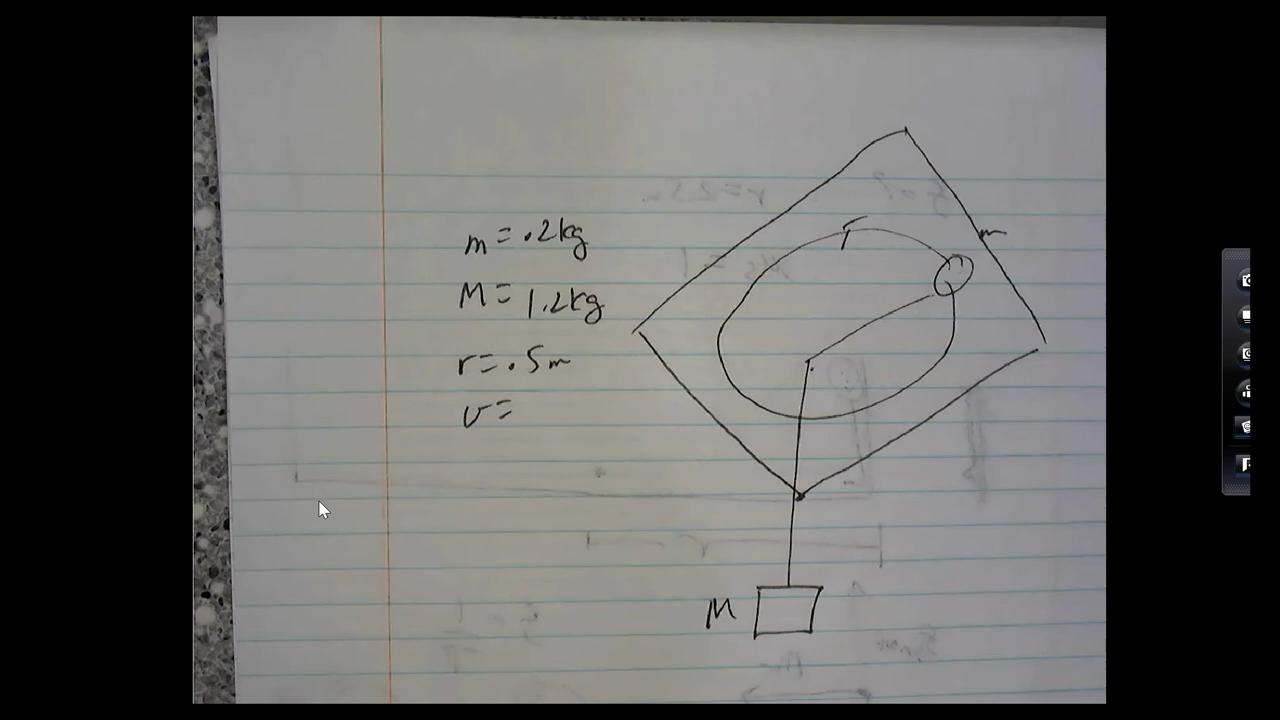 m = .2kg
M = 1.2kg
r = .5m
v =
r
m
M